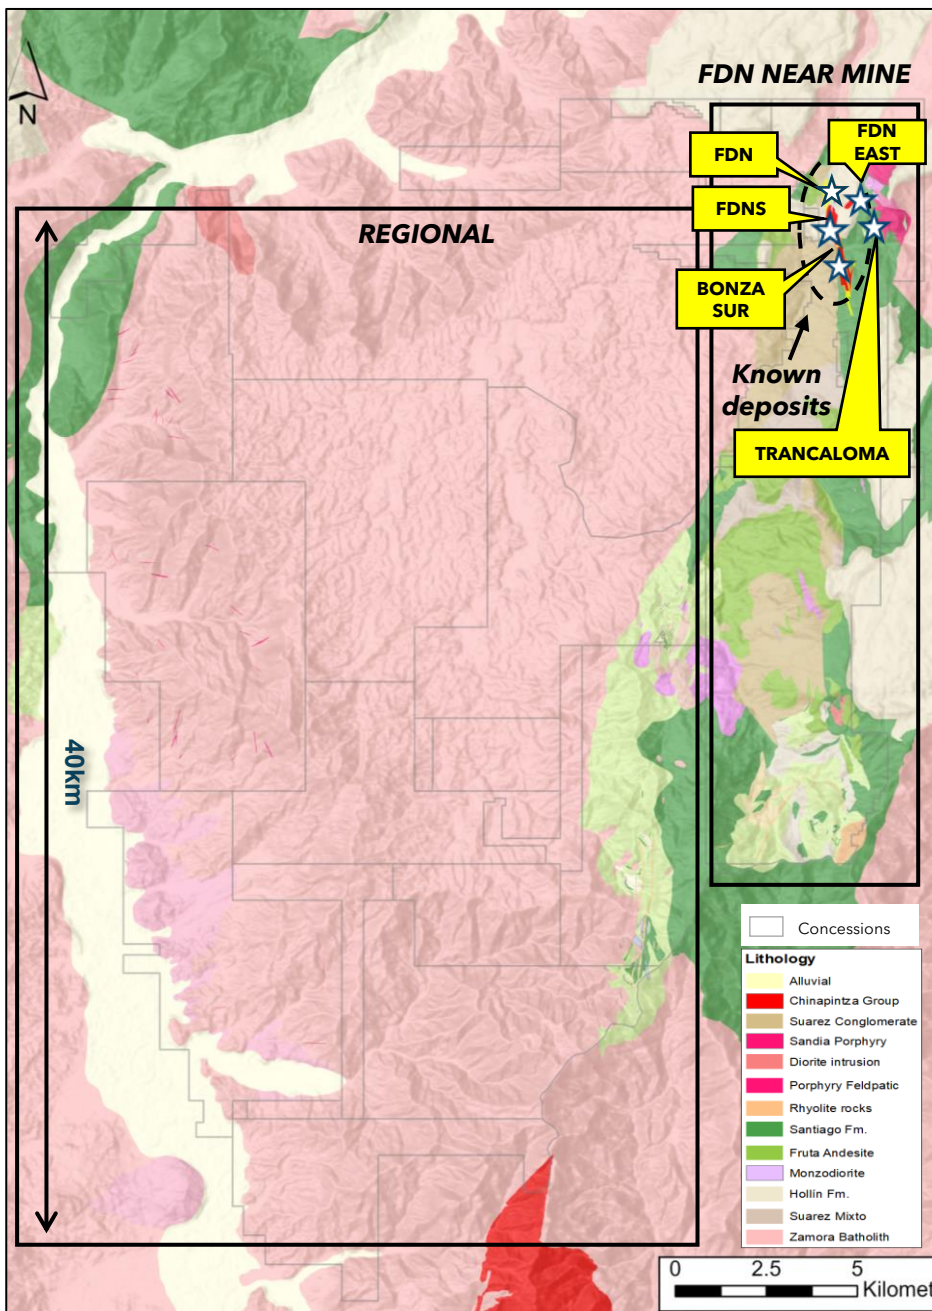 N
FDN NEAR MINE
FDN
EAST
FDN
FDNS
REGIONAL
BONZA
SUR
Known
deposits
TRANCALOMA
40km
Concessions
Lithology
Alluvial
Chinapintza Group
Suarez Conglomerate
Sandia Porphyry
Diorite intrusion
Porphyry Feldpatic
Rhyolite rocks
Santiago Fm.
Fruta Andesite
Monzodiorite
Hollín Fm.
Suarez Mixto
Zamora Batholith
0 2.5 5
Kilomet